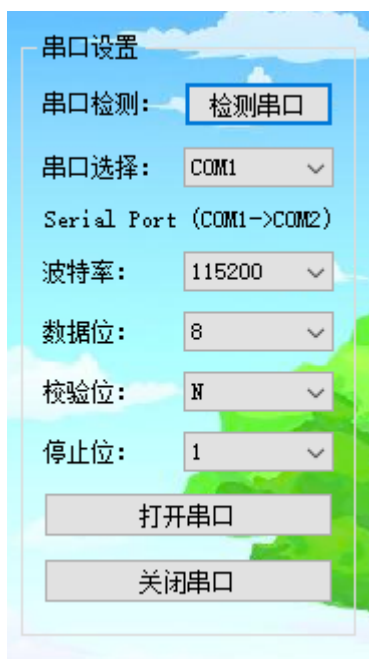 串口设置
串口检测: 检测串口
串口选择: COM1
Serial Port (COM1->COM2)
波特率: 115200
数据位: 8
校验位: N
停止位: 1
打开串口
关闭串口